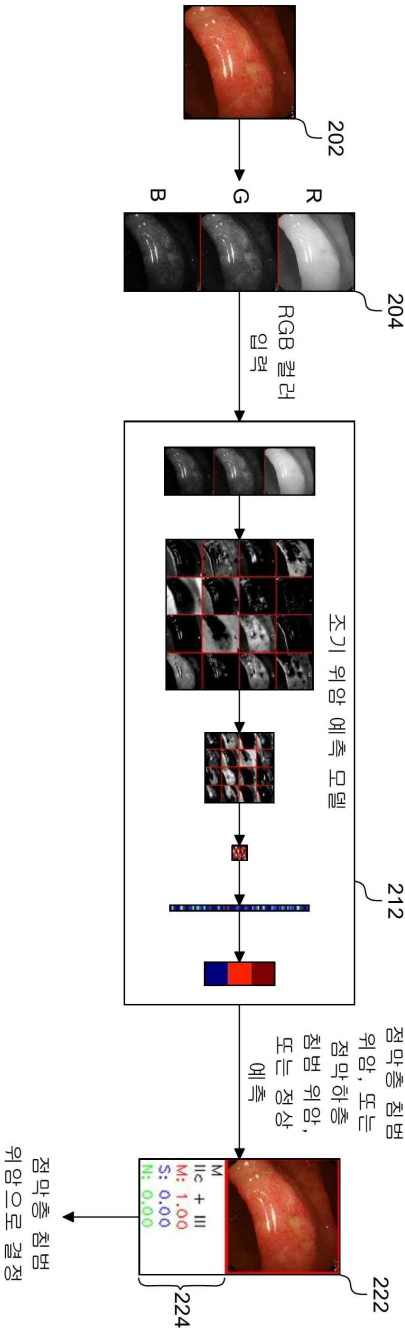 202
R
G
B
204
RGB 컬러
입력
조기 위암 예측 모델
212
점막층 침범
위암, 또는
점막하층
침범 위암,
또는 정상
예측
222
M
IIc + III
M: 1.00
S: 0.00
N: 0.00
224
점막층 침범
위암으로 결정